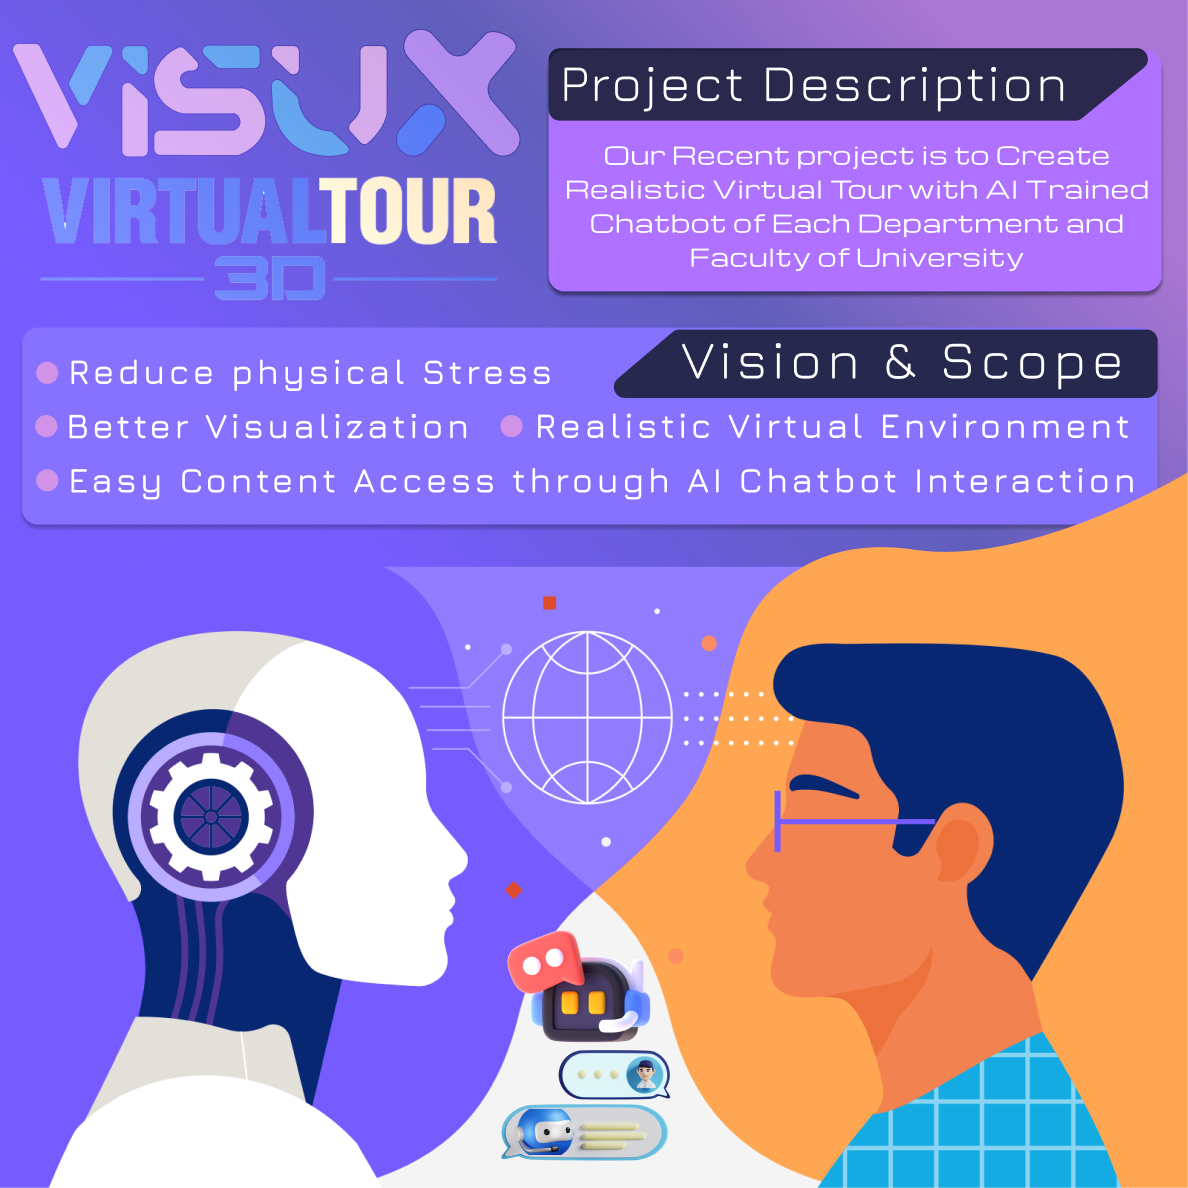 ViSUX
VIRTUALTOUR
3D
Project Description
Our Recent project is to Create
Realistic Virtual Tour with AI Trained
Chatbot of Each Department and
Faculty of University
Vision & Scope
Reduce physical Stress
Better Visualization
Realistic Virtual Environment
Easy Content Access through AI Chatbot Interaction